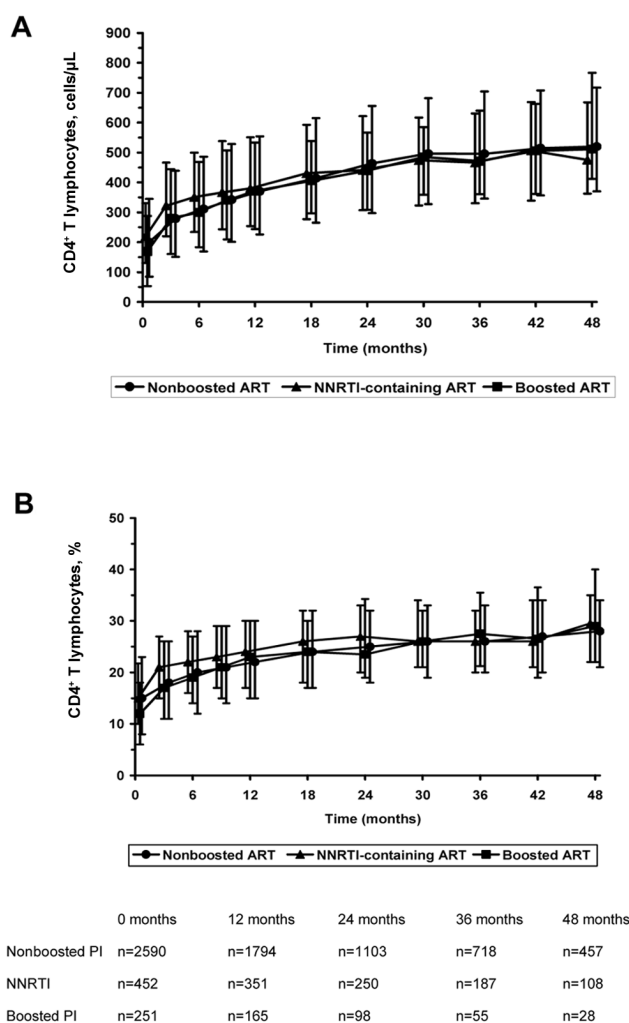 A
CD4+ T lymphocytes, cells/μL
900
800
700
600
500
400
300
200
100
0
0 6 12 18 24 30 36 42 48
Time (months)
Nonboosted ART NNRTI-containing ART Boosted ART
B
CD4+ T lymphocytes, %
50
40
30
20
10
0
0 6 12 18 24 30 36 42 48
Time (months)
Nonboosted ART NNRTI-containing ART Boosted ART
0 months 12 months 24 months 36 months 48 months
Nonboosted PI n=2590 n=1794 n=1103 n=718 n=457
NNRTI n=452 n=351 n=250 n=187 n=108
Boosted PI n=251 n=165 n=98 n=55 n=28